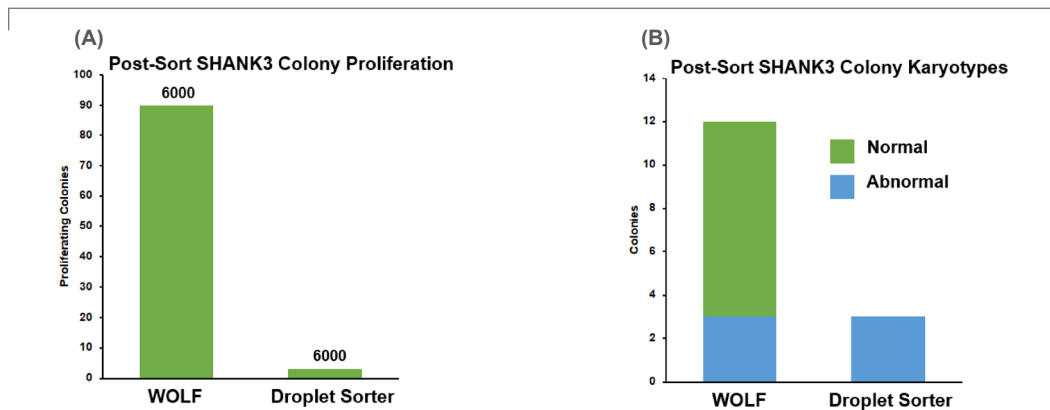 (A)
Post-Sort SHANK3 Colony Proliferation
100
90
80
70
60
50
40
30
20
10
0
Proliferating Colonies
6000
6000
WOLF
Droplet Sorter
(B)
Post-Sort SHANK3 Colony Karyotypes
14
12
10
8
6
4
2
0
Colonies
Normal
Abnormal
WOLF
Droplet Sorter